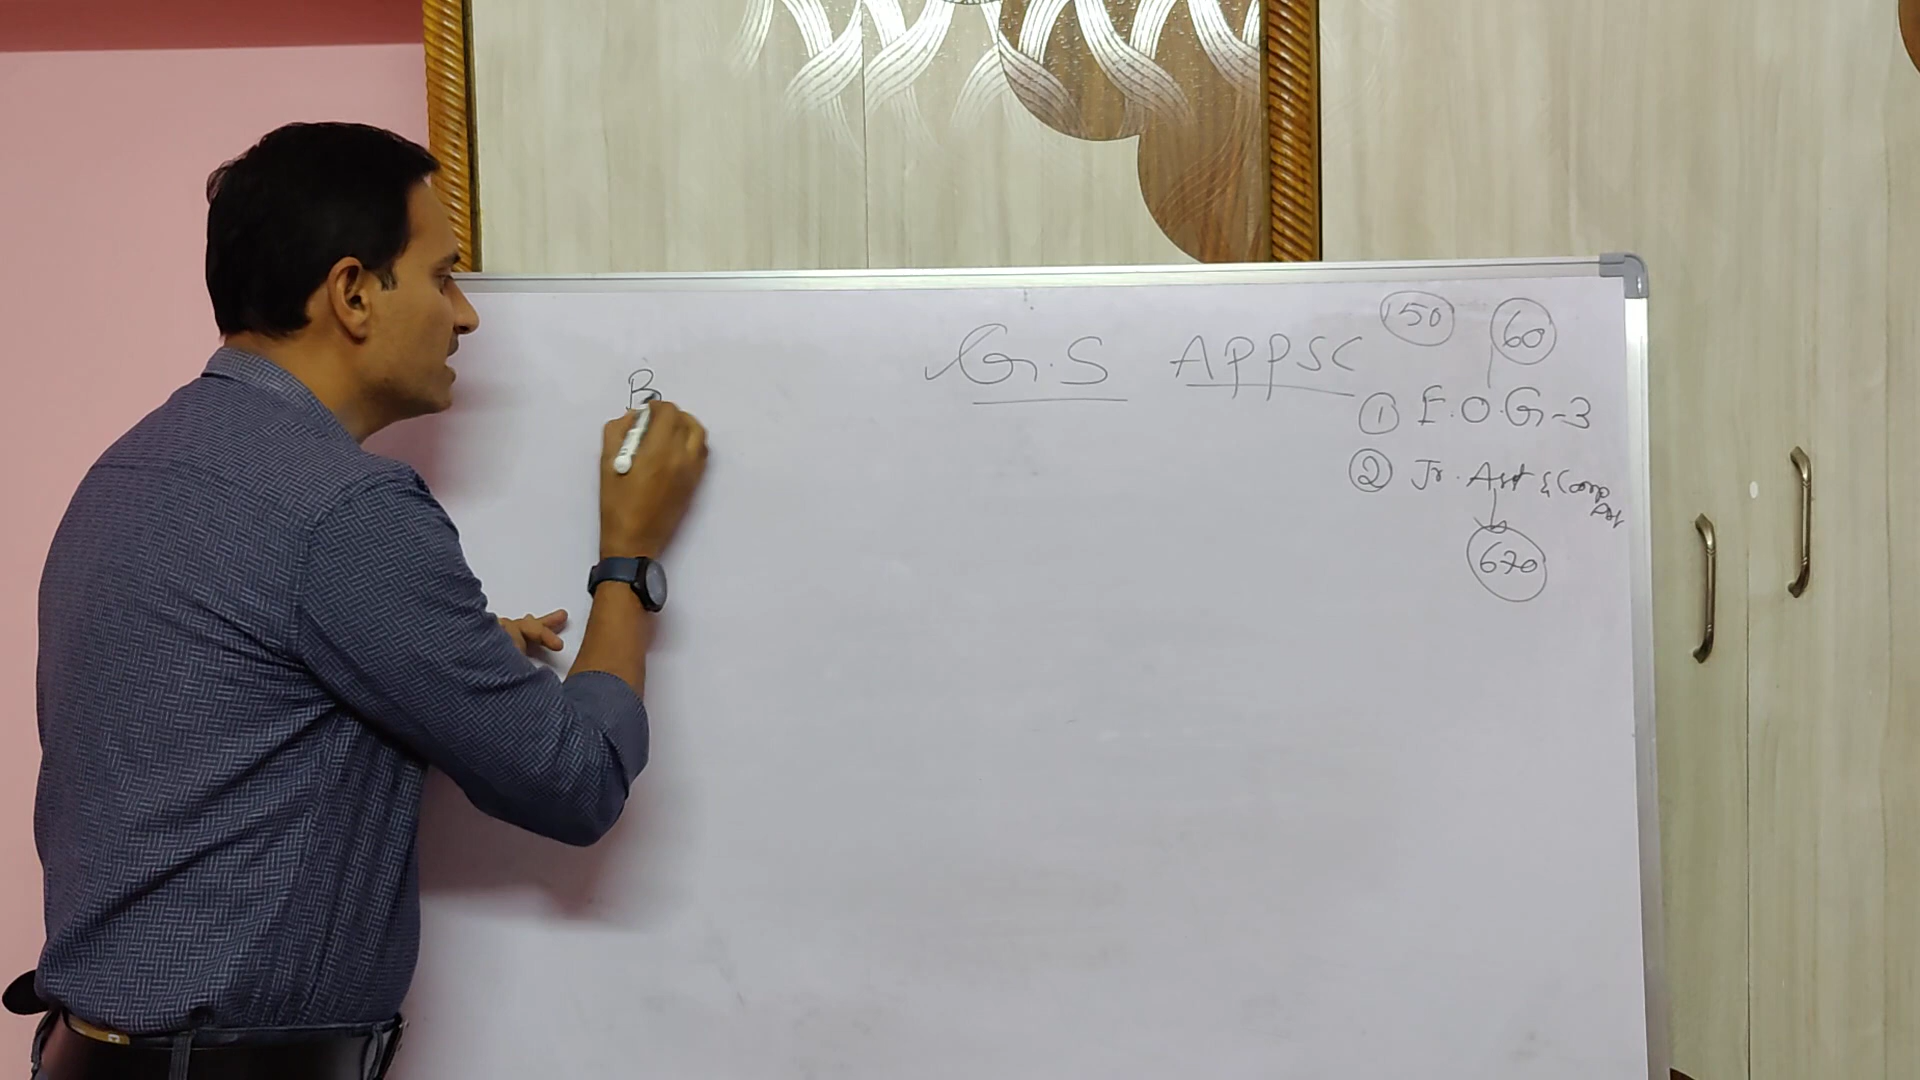 B
G.S APPSC 150 60
① E.O.G-3
② Jr. Asst & Comp
670